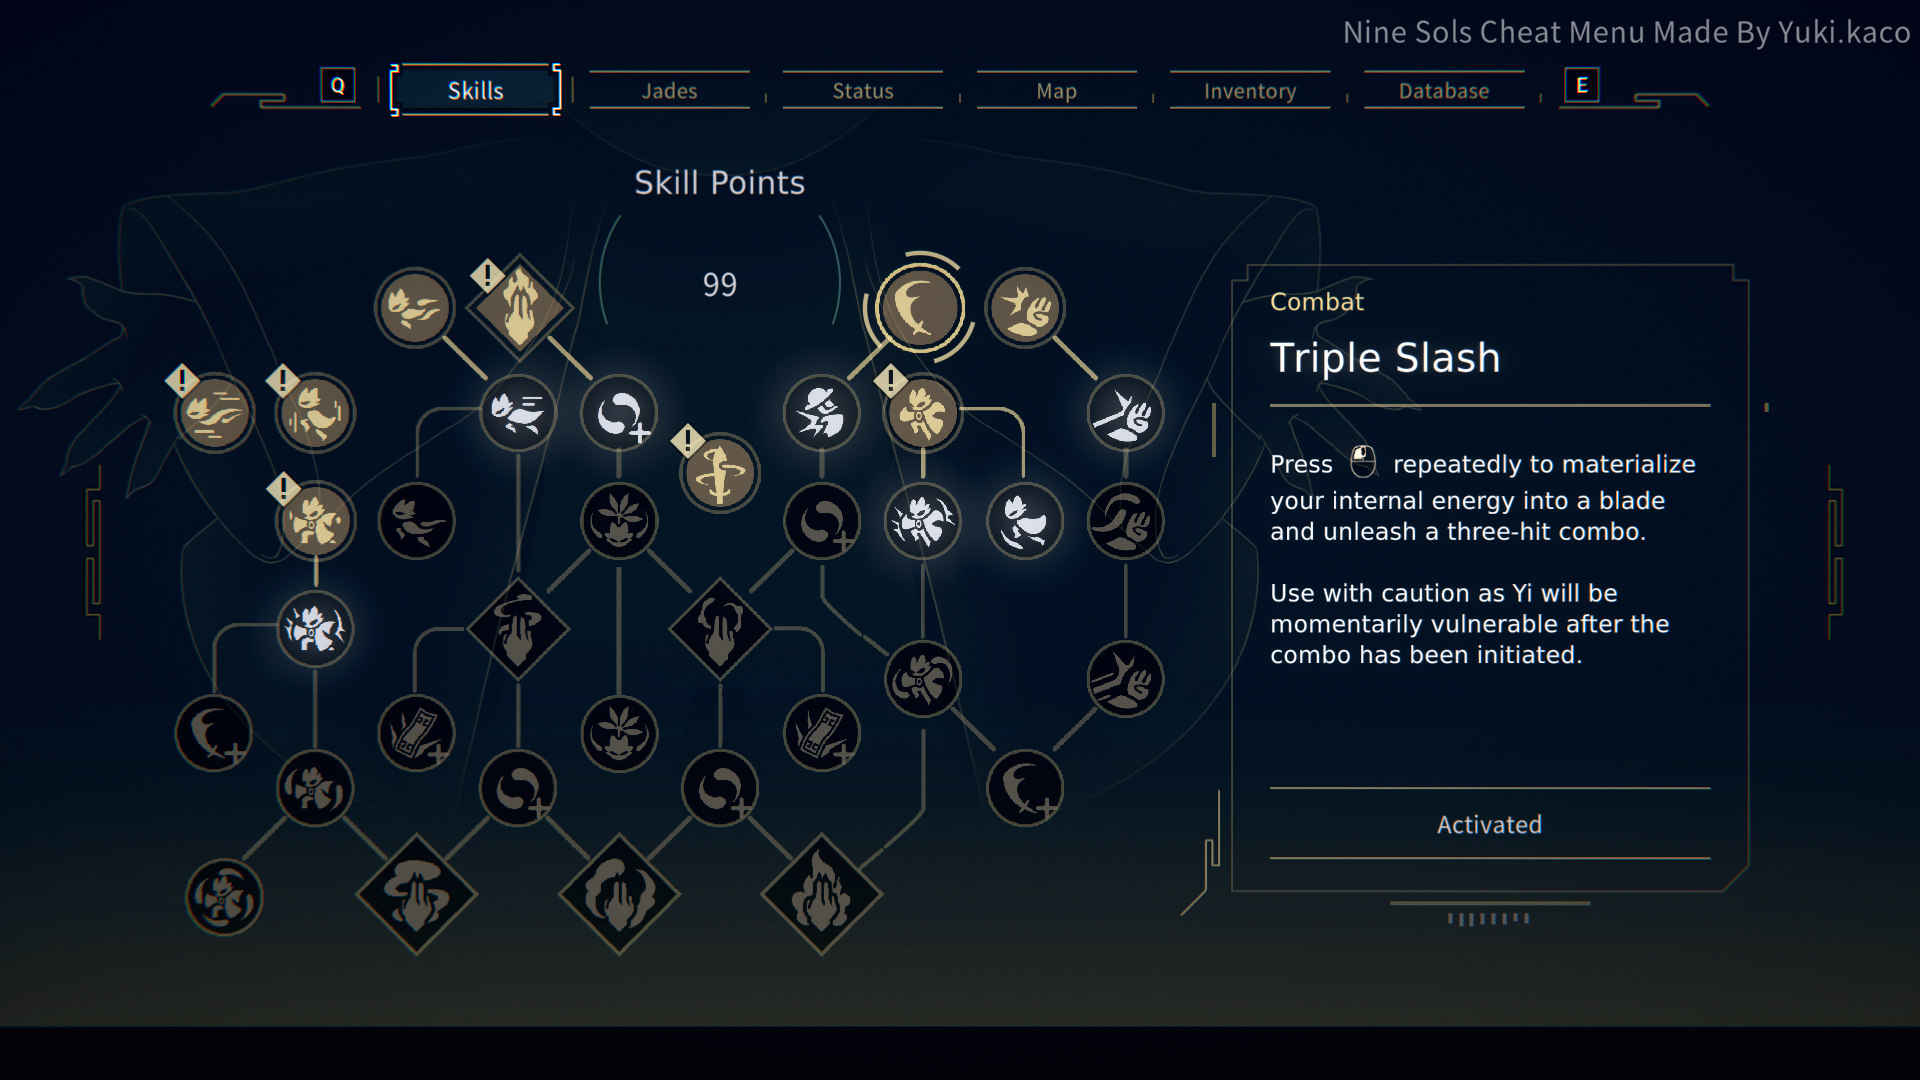 Nine Sols Cheat Menu Made By Yuki.kaco
Q
Skills
Jades
Status
Map
Inventory
Database
E
Skill Points
99
!
!
!
!
!
!
Combat
Triple Slash
Press repeatedly to materialize
your internal energy into a blade
and unleash a three-hit combo.
Use with caution as Yi will be
momentarily vulnerable after the
combo has been initiated.
Activated